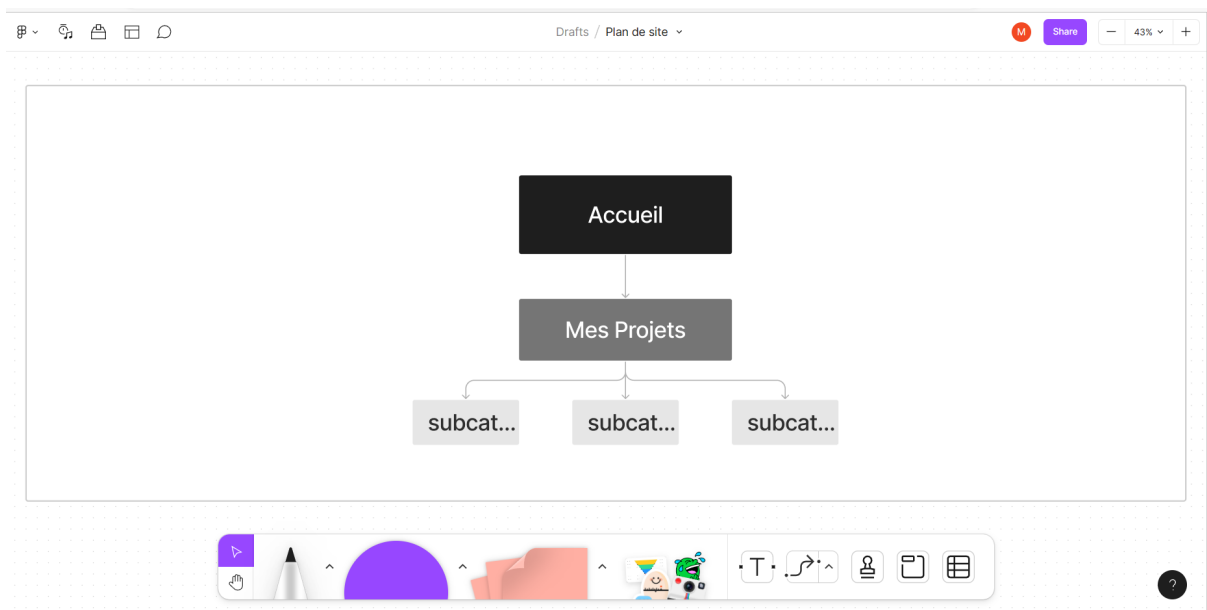 Drafts / Plan de site
M
Share
43%
Accueil
Mes Projets
subcat... subcat... subcat...
T
?